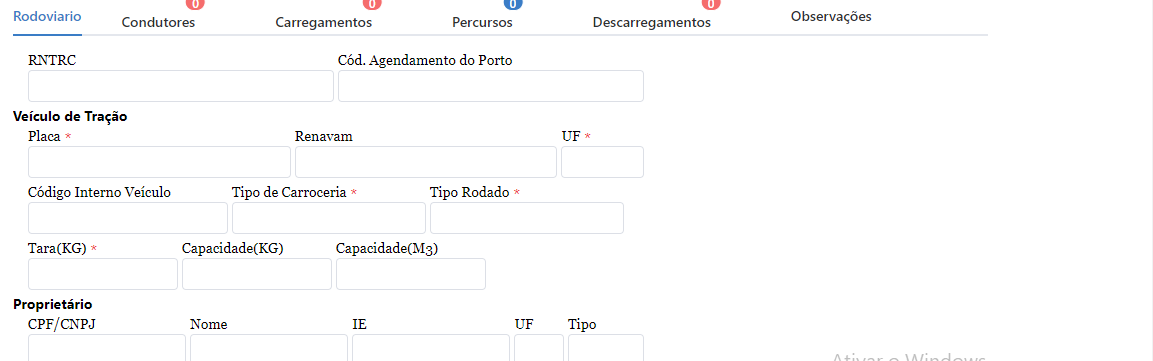 0 0 0 0
Rodoviario Condutores Carregamentos Percursos Descarregamentos Observações
RNTRC Cód. Agendamento do Porto
Veículo de Tração
Placa * Renavam UF *
Código Interno Veículo Tipo de Carroceria * Tipo Rodado *
Tara(KG) * Capacidade(KG) Capacidade(M3)
Proprietário
CPF/CNPJ Nome IE UF Tipo
Ativar o Windows